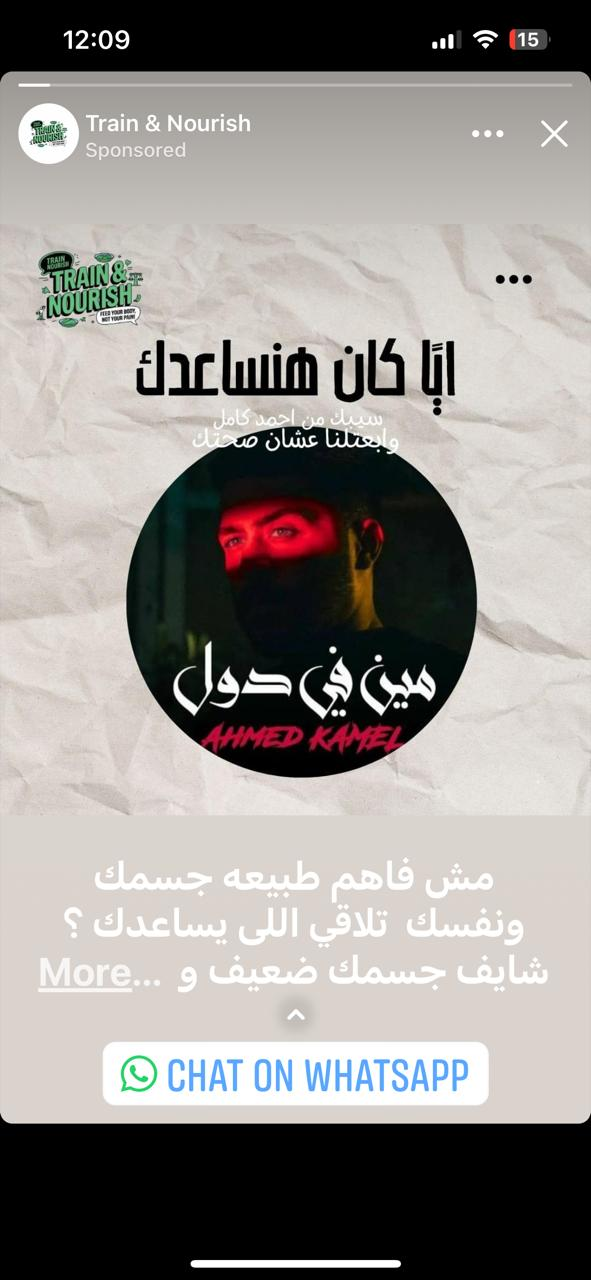 12:09
15
Train & Nourish
Sponsored
TRAIN
NOURISH
TRAIN &
NOURISH
FEED YOUR BODY,
NOT YOUR PAIN!
ايًا كان هنساعدك
سيبك من احمد كامل
وابعتلنا عشان صحتك
مين في دول
AHMED KAMEL
مش فاهم طبيعه جسمك
ونفسك تلاقي اللى يساعدك ؟
شايف جسمك ضعيف و ...More
CHAT ON WHATSAPP